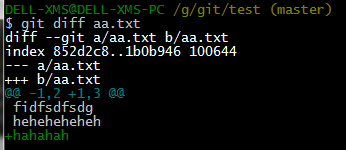 DELL-XMS@DELL-XMS-PC /g/git/test (master)
$ git diff aa.txt
diff --git a/aa.txt b/aa.txt
index 852d2c8..1b0b946 100644
--- a/aa.txt
+++ b/aa.txt
@@ -1,2 +1,3 @@
 fidfsdfsdg
 heheheheheh
+hahahah